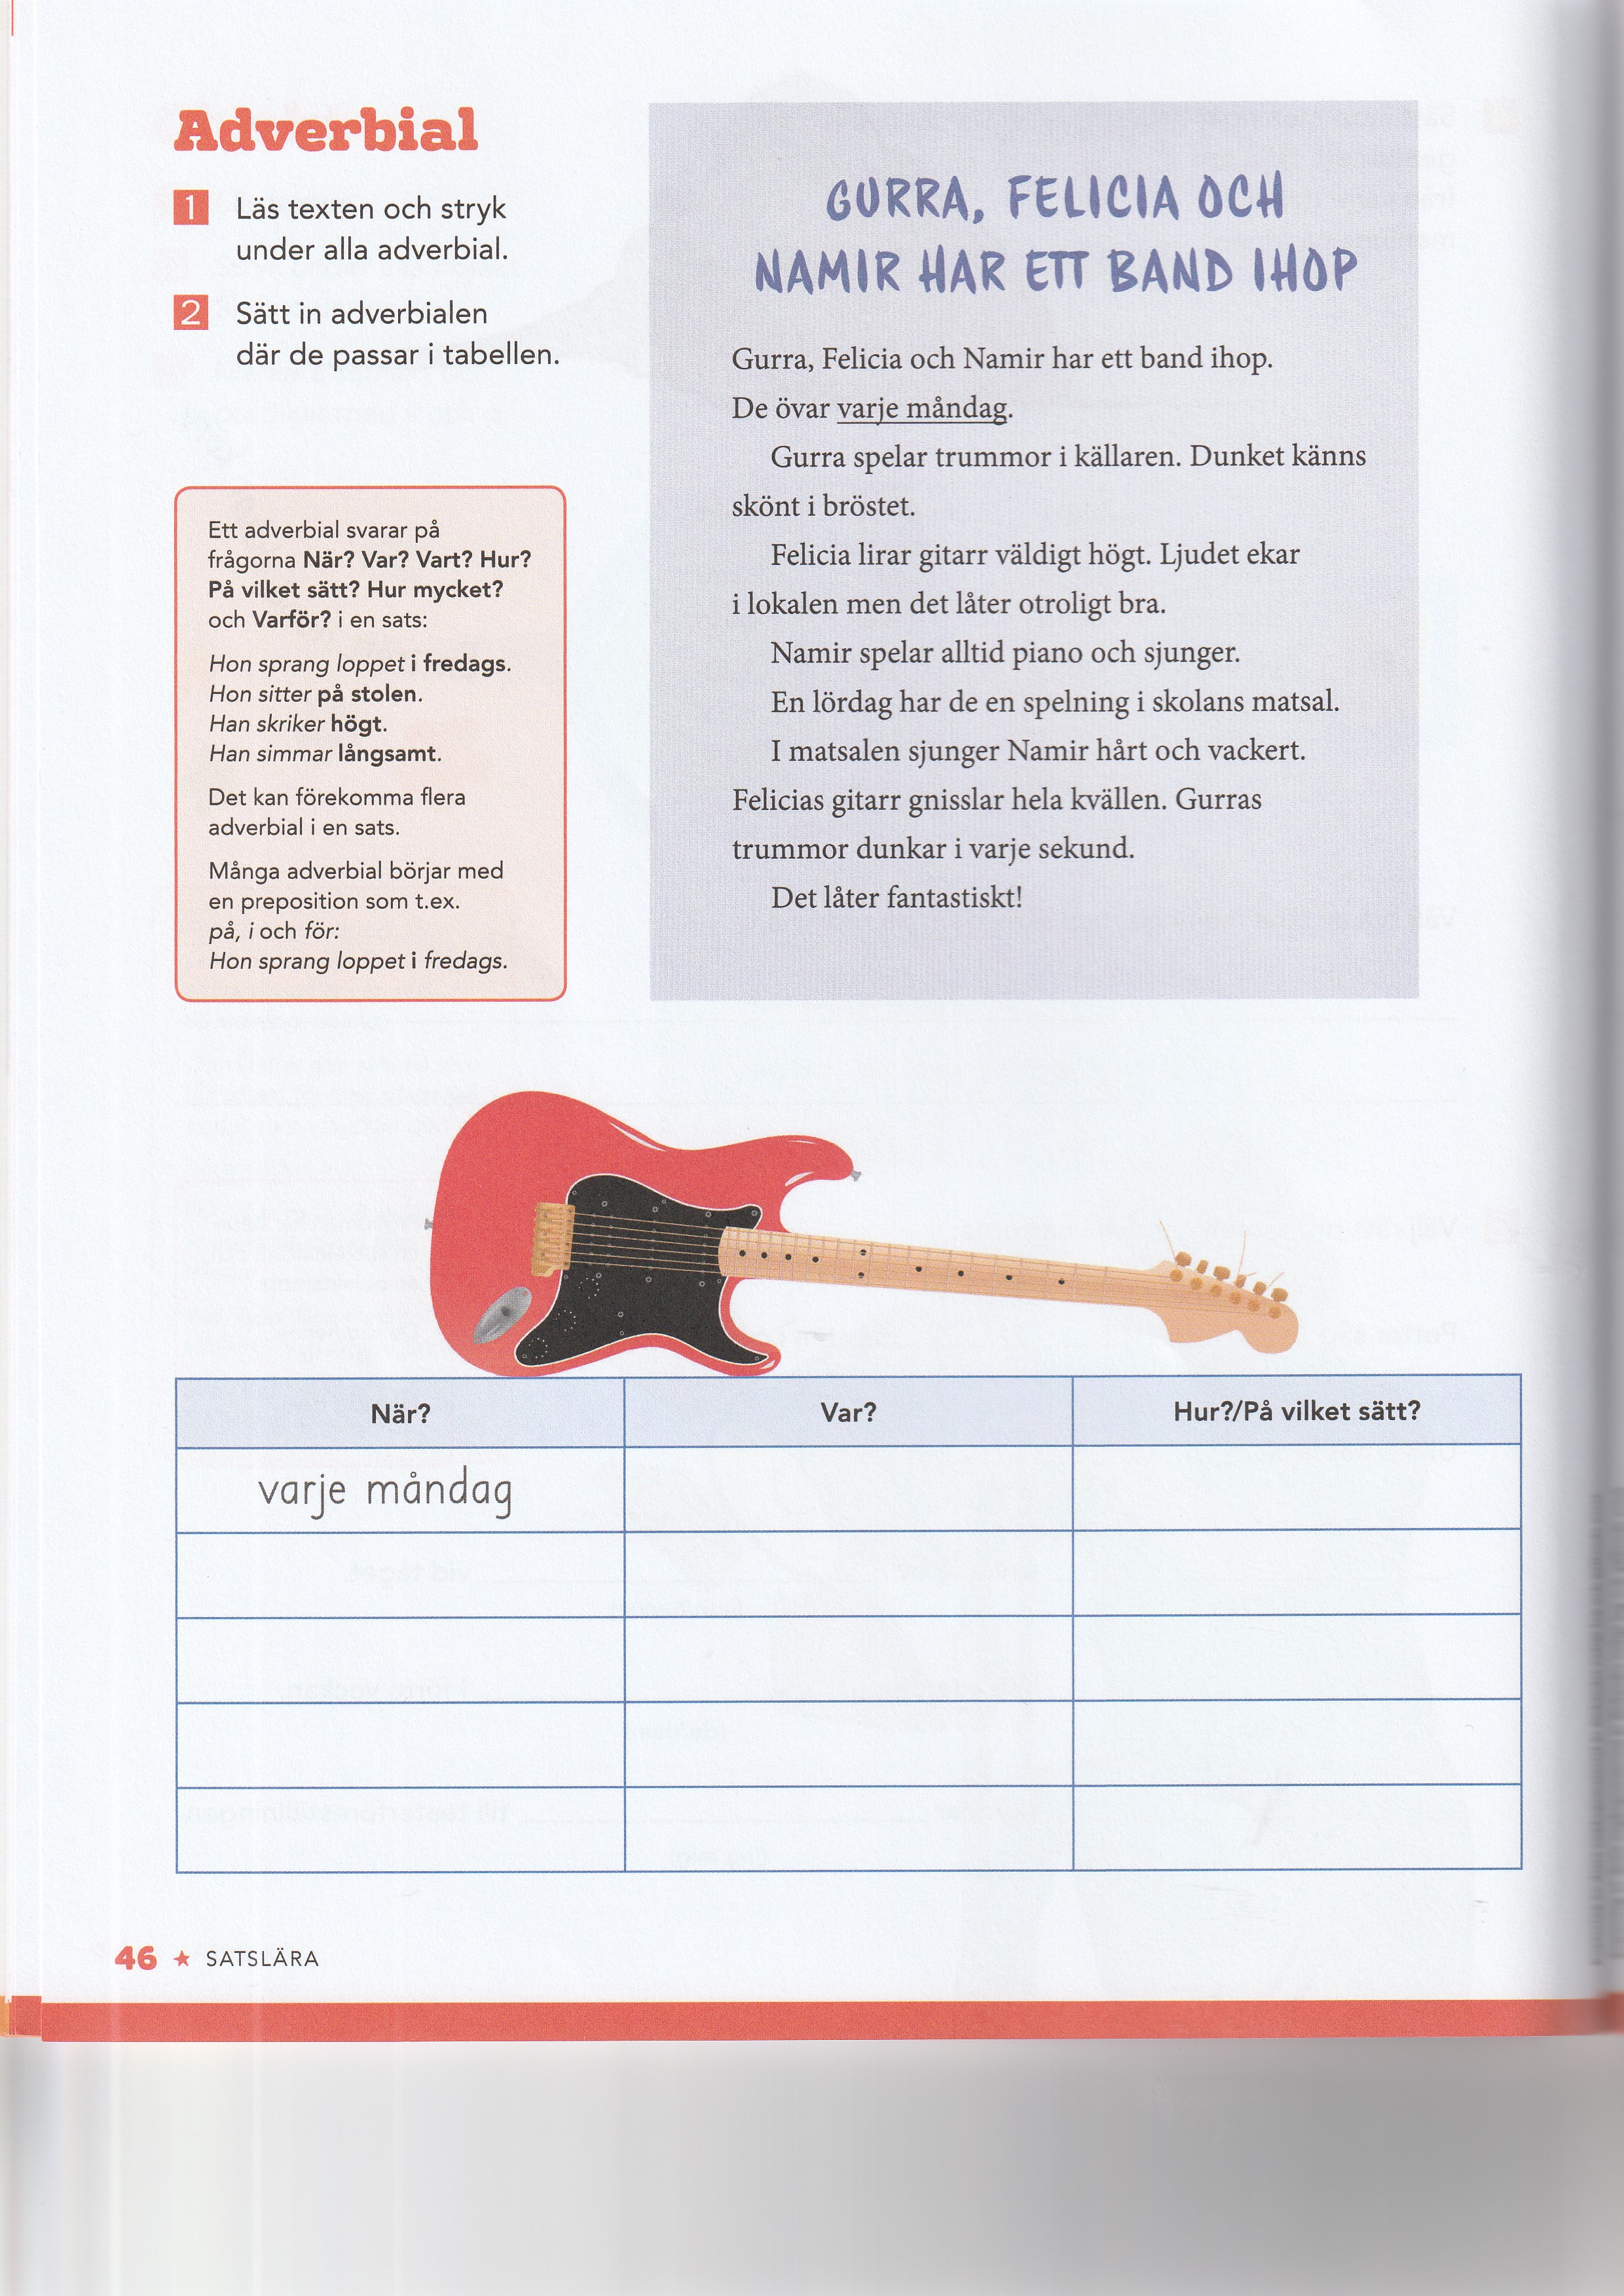 Adverbial
1 Läs texten och stryk
under alla adverbial.
2 Sätt in adverbialen
där de passar i tabellen.
Ett adverbial svarar på
frågorna När? Var? Vart? Hur?
På vilket sätt? Hur mycket?
och Varför? i en sats:
Hon sprang loppet i fredags.
Hon sitter på stolen.
Han skriker högt.
Han simmar långsamt.
Det kan förekomma flera
adverbial i en sats.
Många adverbial börjar med
en preposition som t.ex.
på, i och för:
Hon sprang loppet i fredags.
GURRA, FELICIA OCH
NAMIR HAR ETT BAND IHOP
Gurra, Felicia och Namir har ett band ihop.
De övar varje måndag.
Gurra spelar trummor i källaren. Dunket känns
skönt i bröstet.
Felicia lirar gitarr väldigt högt. Ljudet ekar
i lokalen men det låter otroligt bra.
Namir spelar alltid piano och sjunger.
En lördag har de en spelning i skolans matsal.
I matsalen sjunger Namir hårt och vackert.
Felicias gitarr gnisslar hela kvällen. Gurras
trummor dunkar i varje sekund.
Det låter fantastiskt!
När? Var? Hur?/På vilket sätt?
varje måndag
46 ★ SATSLÄRA